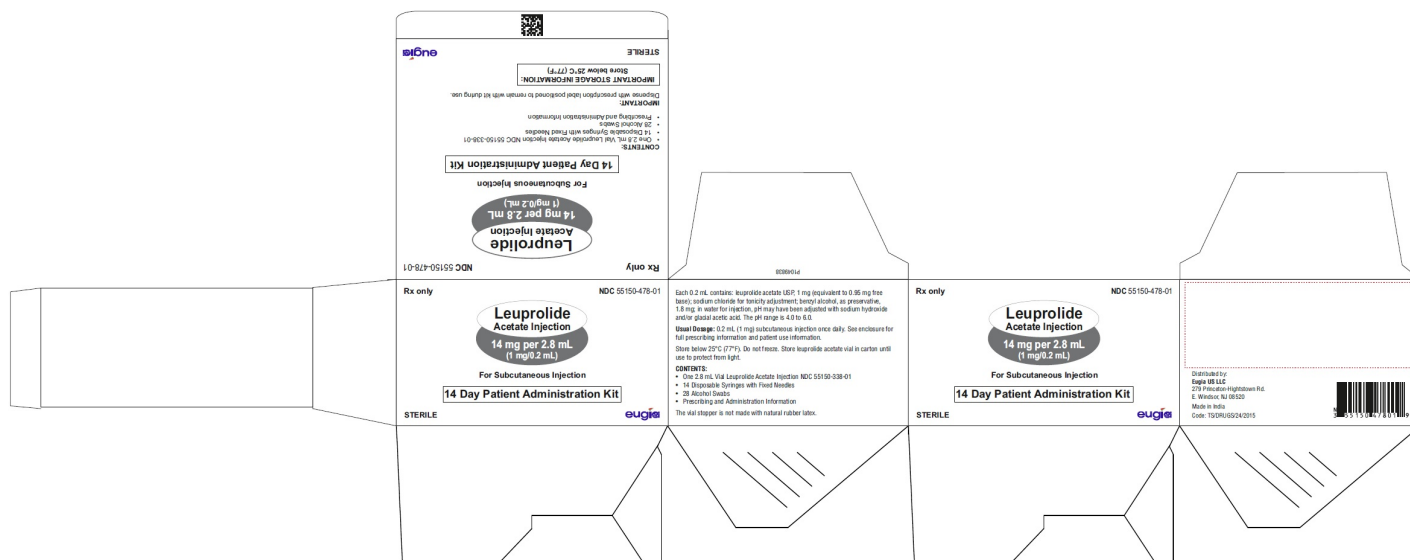 eugia
STERILE
IMPORTANT STORAGE INFORMATION:
Store below 25°C (77°F)
Dispense with prescription label positioned to remain with kit during use.
IMPORTANT:
• Prescribing and Administration Information
• 28 Alcohol Swabs
• 14 Disposable Syringes with Fixed Needles
• One 2.8 mL Vial Leuprolide Acetate Injection NDC 55150-338-01
CONTENTS:
14 Day Patient Administration Kit
For Subcutaneous Injection
(1 mg/0.2 mL)
14 mg per 2.8 mL
Acetate Injection
Leuprolide
NDC 55150-478-01
Rx only
P1049838
Rx only
NDC 55150-478-01
Leuprolide
Acetate Injection
14 mg per 2.8 mL
(1 mg/0.2 mL)
For Subcutaneous Injection
14 Day Patient Administration Kit
STERILE
eugia
Each 0.2 mL contains: leuprolide acetate USP, 1 mg (equivalent to 0.95 mg free
base); sodium chloride for tonicity adjustment; benzyl alcohol, as preservative,
1.8 mg; in water for injection, pH may have been adjusted with sodium hydroxide
and/or glacial acetic acid. The pH range is 4.0 to 6.0.
Usual Dosage: 0.2 mL (1 mg) subcutaneous injection once daily. See enclosure for
full prescribing information and patient use information.
Store below 25°C (77°F). Do not freeze. Store leuprolide acetate vial in carton until
use to protect from light.
CONTENTS:
• One 2.8 mL Vial Leuprolide Acetate Injection NDC 55150-338-01
• 14 Disposable Syringes with Fixed Needles
• 28 Alcohol Swabs
• Prescribing and Administration Information
The vial stopper is not made with natural rubber latex.
Rx only
NDC 55150-478-01
Leuprolide
Acetate Injection
14 mg per 2.8 mL
(1 mg/0.2 mL)
For Subcutaneous Injection
14 Day Patient Administration Kit
STERILE
eugia
Distributed by:
Eugia US LLC
279 Princeton-Hightstown Rd.
E. Windsor, NJ 08520
Made in India
Code: TS/DRUGS/24/2015
N
3 55150 47801 9